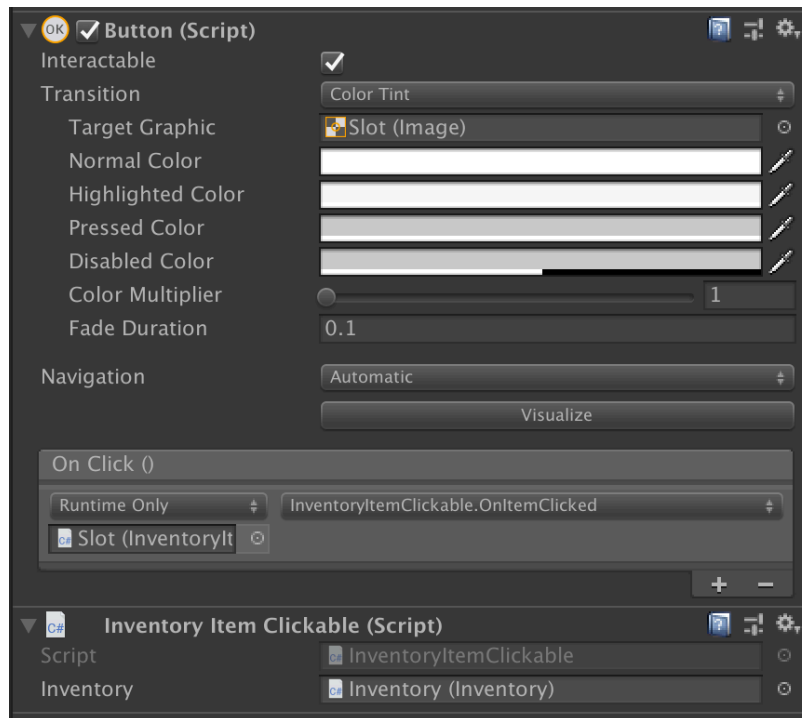 OK Button (Script)
Interactable
Transition Color Tint
Target Graphic Slot (Image)
Normal Color
Highlighted Color
Pressed Color
Disabled Color
Color Multiplier 1
Fade Duration 0.1
Navigation Automatic
Visualize
On Click ()
Runtime Only InventoryItemClickable.OnItemClicked
C# Slot (InventoryIt
+ −
C# Inventory Item Clickable (Script)
Script C# InventoryItemClickable
Inventory C# Inventory (Inventory)